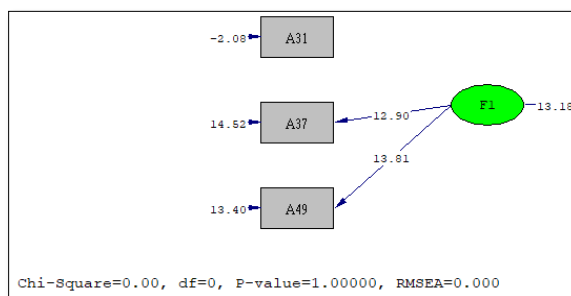 -2.08 A31
12.90 F1 13.18
14.52 A37
13.81
13.40 A49
Chi-Square=0.00, df=0, P-value=1.00000, RMSEA=0.000